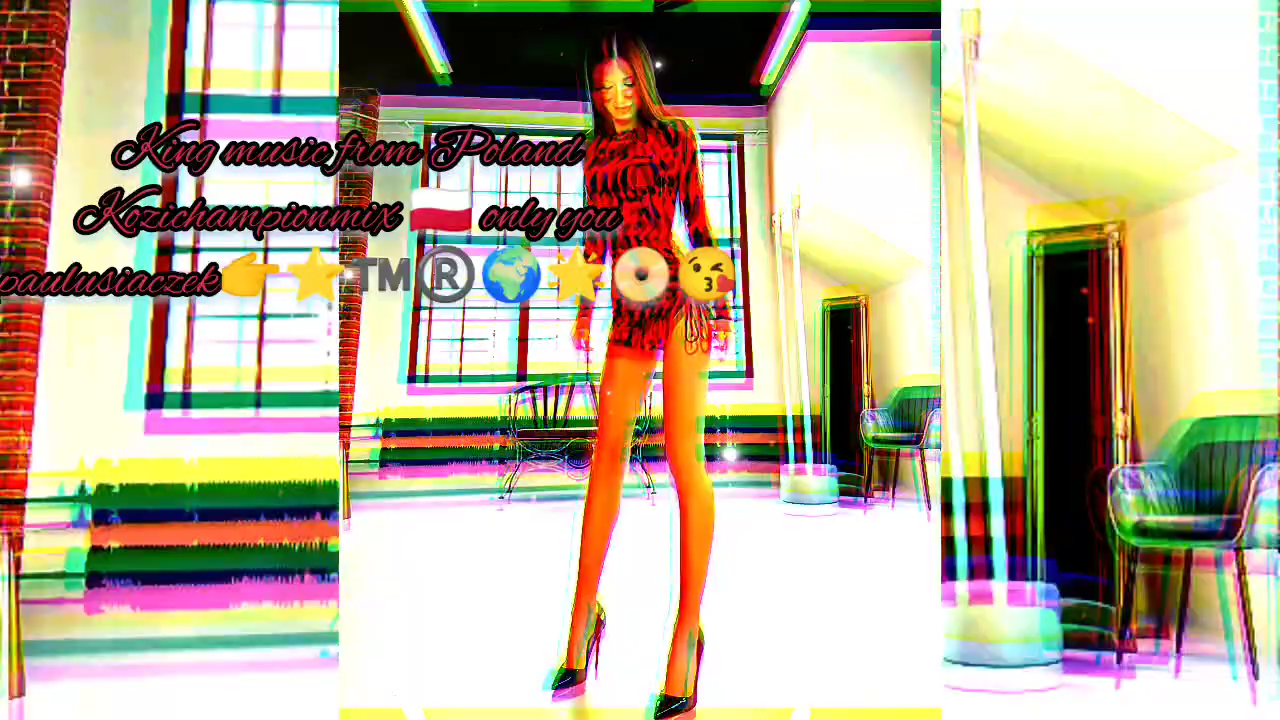 King music from Poland
Kozichampionmix 🇵🇱 only you
paulusiaczek👉⭐™®🌍⭐💿😘